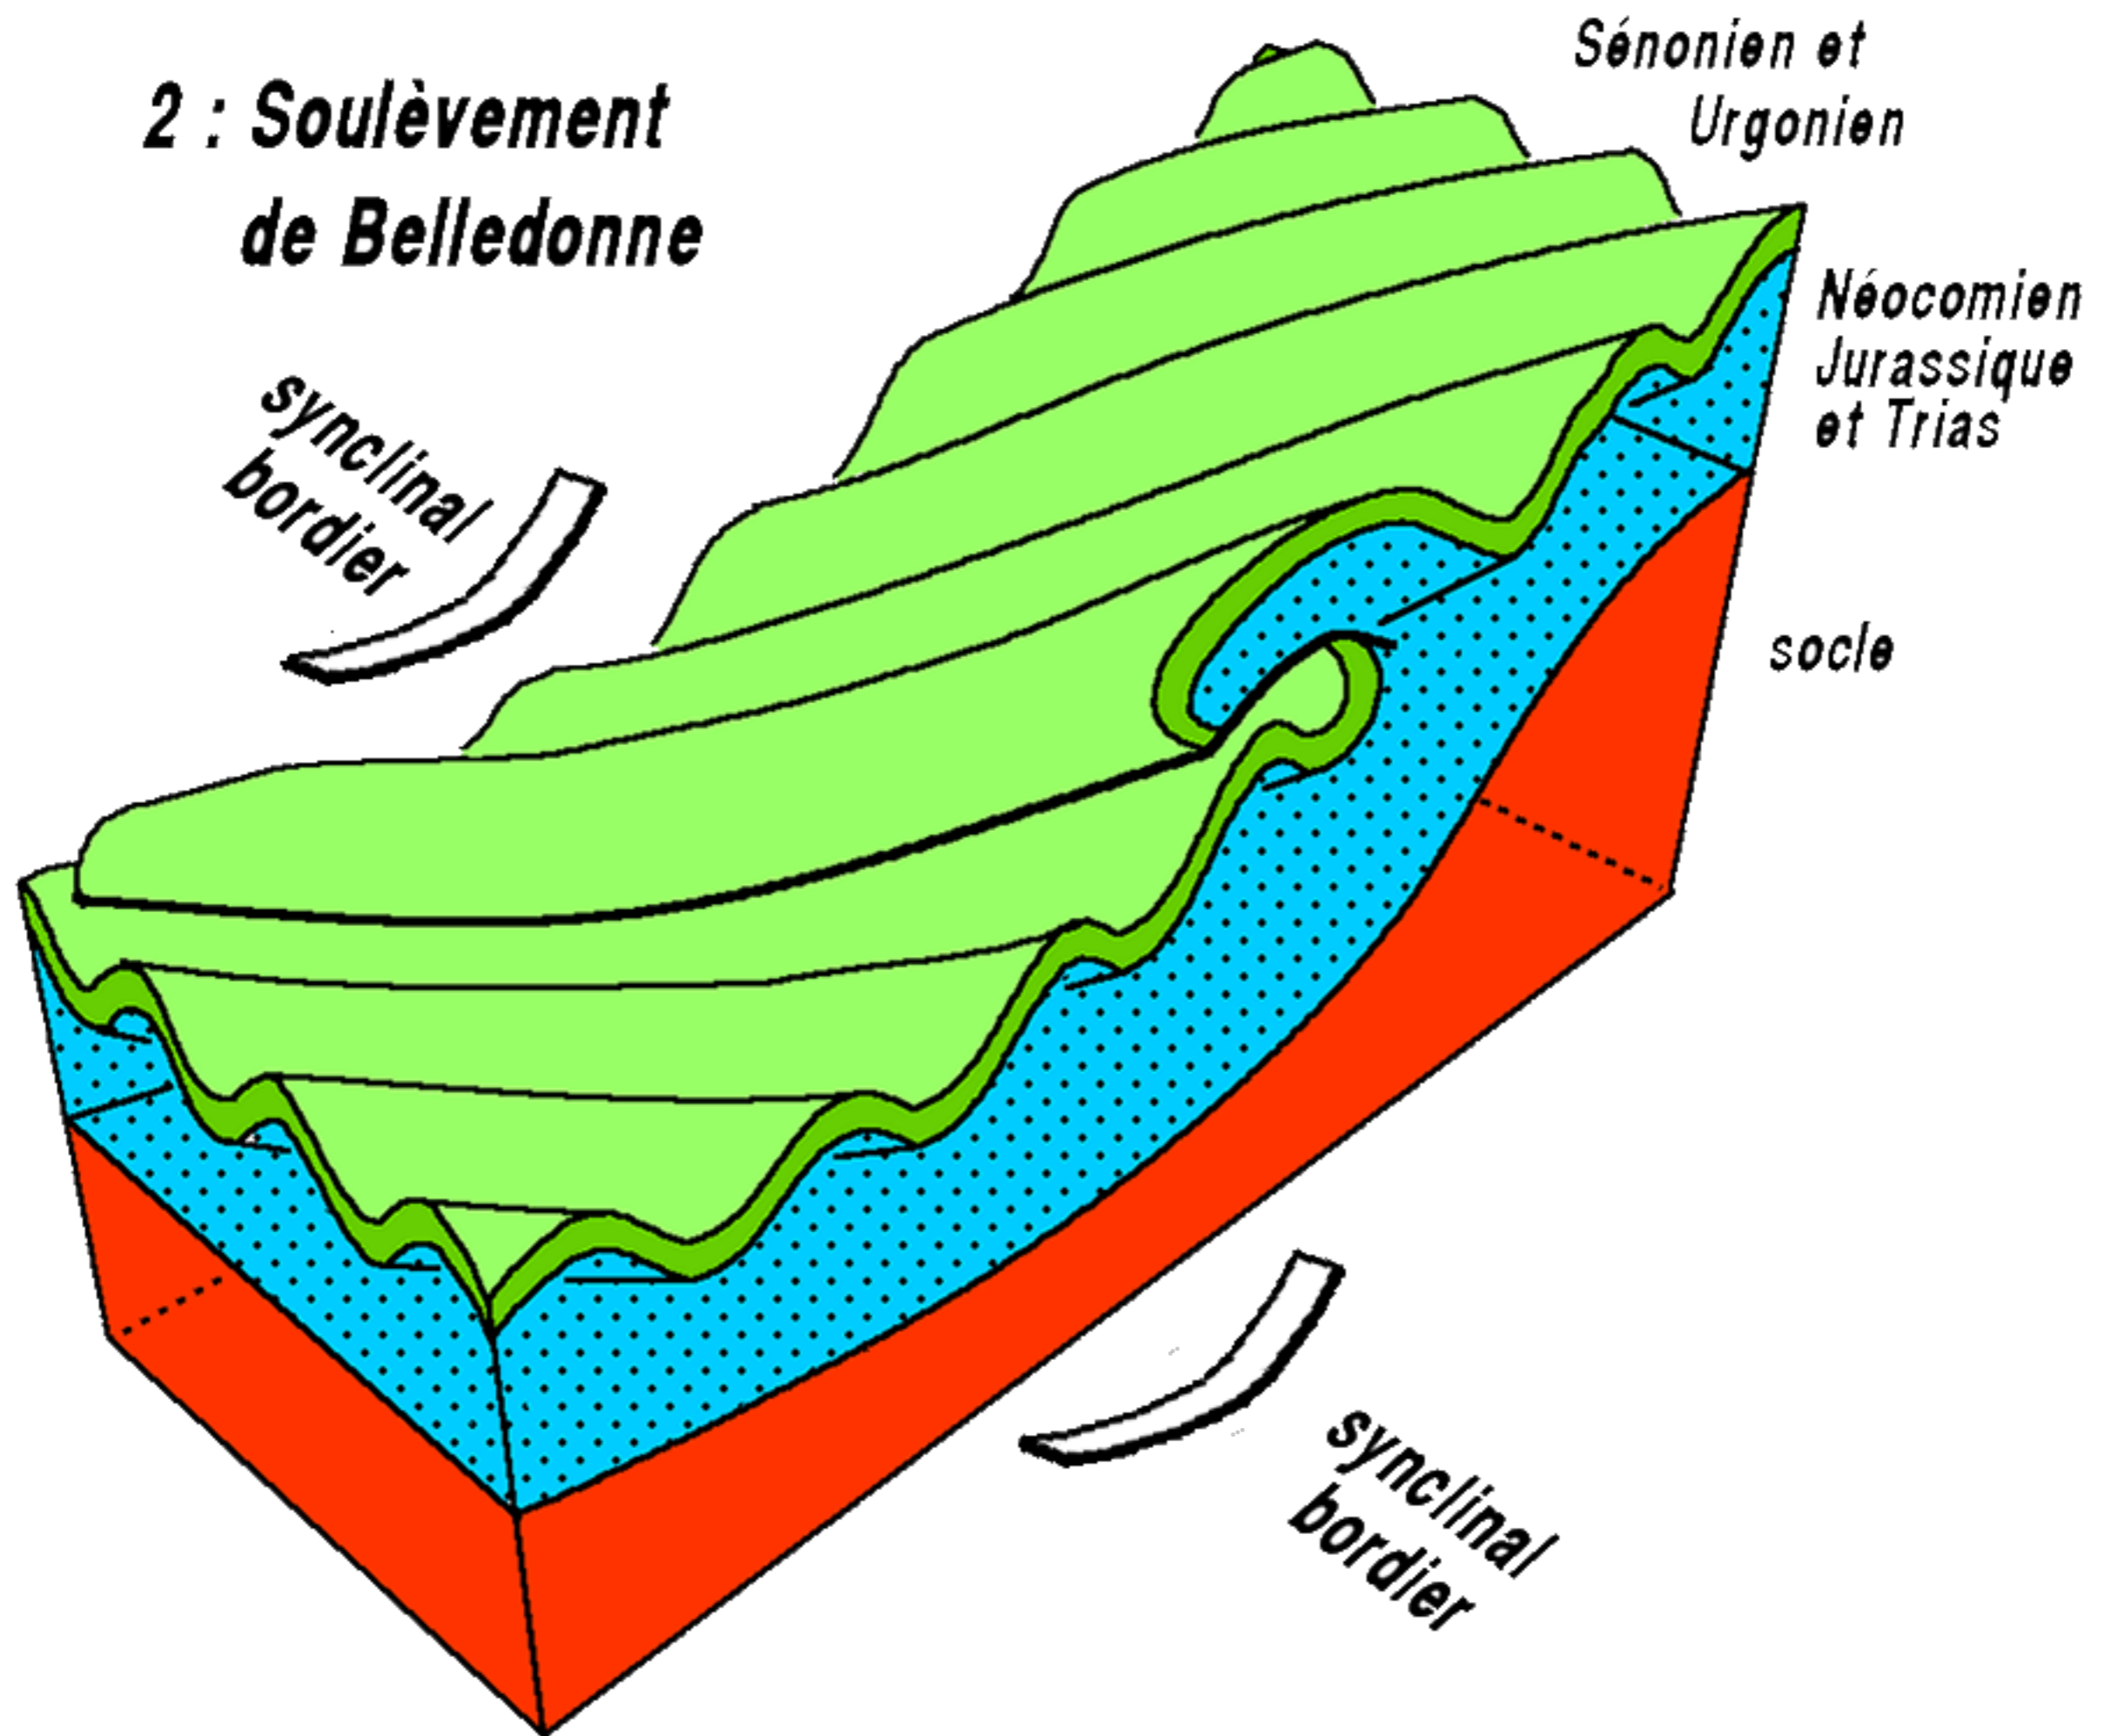 2 : Soulèvement
de Belledonne
Sénonien et
Urgonien
Néocomien
Jurassique
et Trias
socle
synclinal
bordier
synclinal
bordier